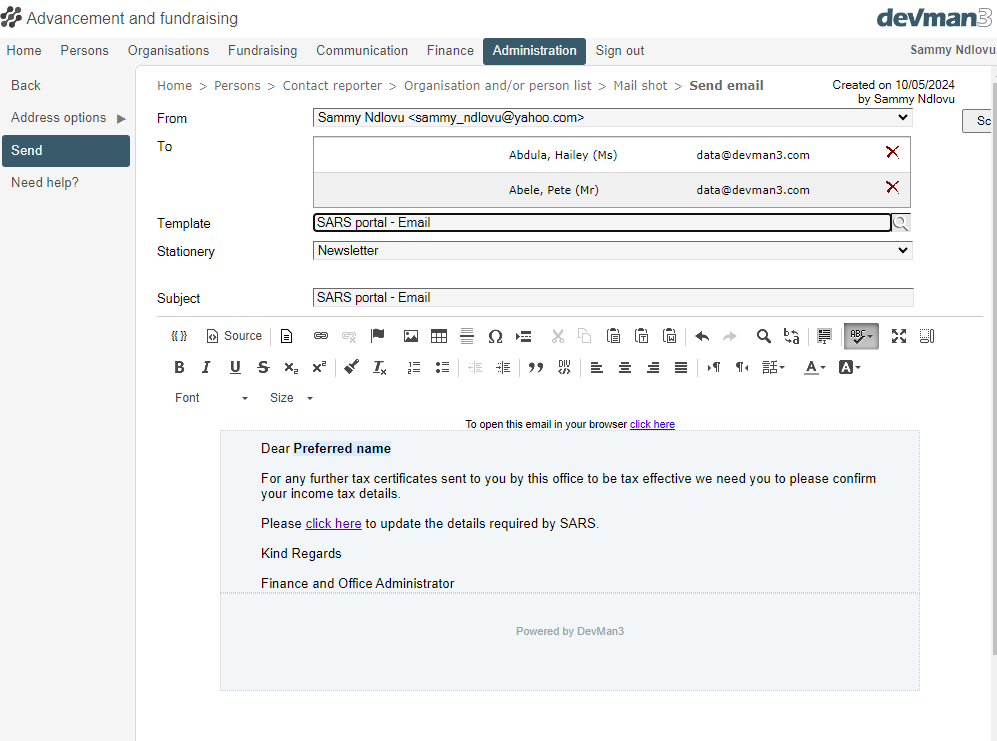 Advancement and fundraising
devman3
Home Persons Organisations Fundraising Communication Finance Administration Sign out
Sammy Ndlovu
Back
Address options
Send
Need help?
Home > Persons > Contact reporter > Organisation and/or person list > Mail shot > Send email
Created on 10/05/2024
by Sammy Ndlovu
From
Sammy Ndlovu <sammy_ndlovu@yahoo.com>
Sc
To
Abdula, Hailey (Ms) data@devman3.com
Abele, Pete (Mr) data@devman3.com
Template
SARS portal - Email
Stationery
Newsletter
Subject
SARS portal - Email
Source
Font Size
To open this email in your browser click here
Dear Preferred name
For any further tax certificates sent to you by this office to be tax effective we need you to please confirm
your income tax details.
Please click here to update the details required by SARS.
Kind Regards
Finance and Office Administrator
Powered by DevMan3